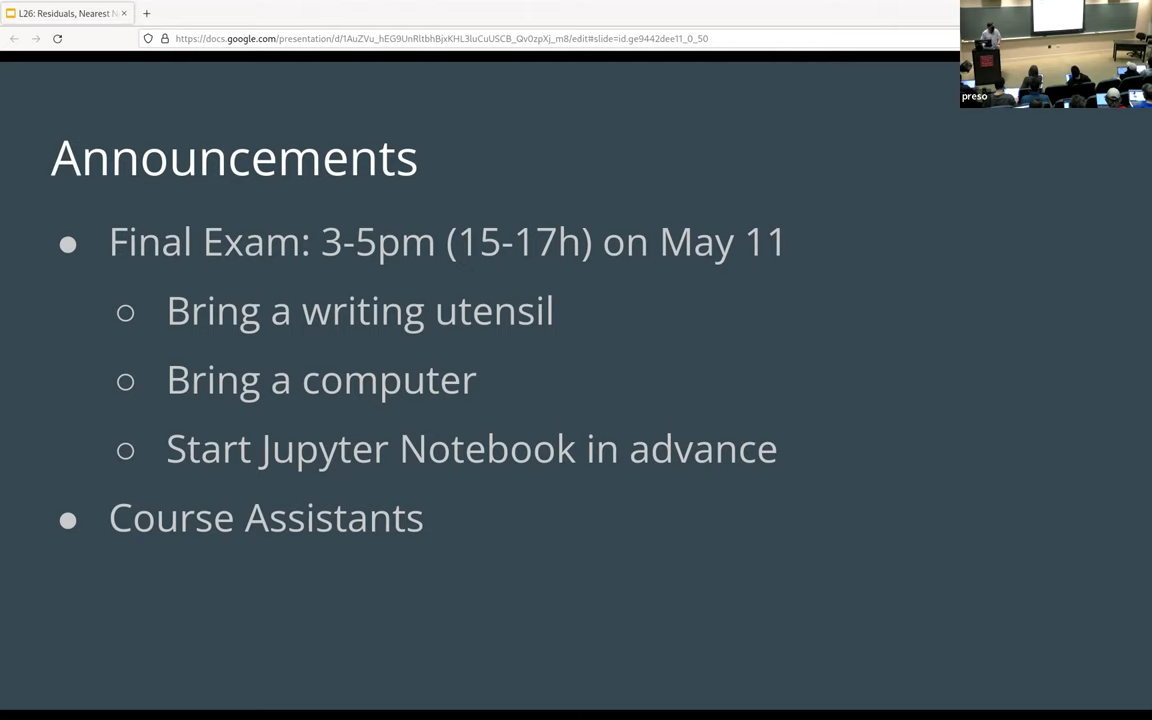 L26: Residuals, Nearest N
https://docs.google.com/presentation/d/1AuZVu_hEG9UnRltbhBjxKHL3luCuUSCB_Qv0zpXj_m8/edit#slide=id.ge9442dee11_0_50
preso
Announcements
● Final Exam: 3-5pm (15-17h) on May 11
○ Bring a writing utensil
○ Bring a computer
○ Start Jupyter Notebook in advance
● Course Assistants